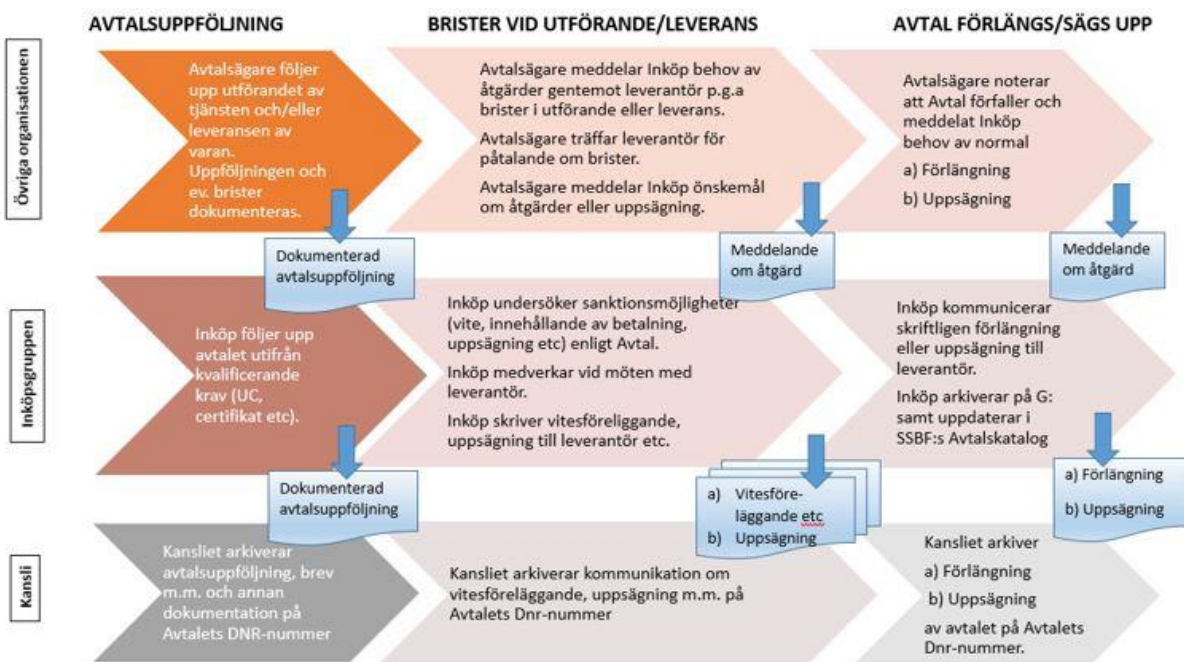 AVTALSUPPFÖLJNING
BRISTER VID UTFÖRANDE/LEVERANS
AVTAL FÖRLÄNGS/SÄGS UPP
Övriga organisationen
Avtalsägare följer
upp utförandet av
tjänsten och/eller
leveransen av
varan.
Uppföljningen och
ev. brister
dokumenteras.
Dokumenterad
avtalsuppföljning
Avtalsägare meddelar Inköp behov av
åtgärder gentemot leverantör p.g.a
brister i utförande eller leverans.
Avtalsägare träffar leverantör för
påtalande om brister.
Avtalsägare meddelar Inköp önskemål
om åtgärder eller uppsägning.
Meddelande
om åtgärd
Avtalsägare noterar
att Avtal förfaller och
meddelat Inköp
behov av normal
a) Förlängning
b) Uppsägning
Meddelande
om åtgärd
Inköpsgruppen
Inköp följer upp
avtalet utifrån
kvalificerande
krav (UC,
certifikat etc).
Dokumenterad
avtalsuppföljning
Inköp undersöker sanktionsmöjligheter
(vite, innehållande av betalning,
uppsägning etc) enligt Avtal.
Inköp medverkar vid möten med
leverantör.
Inköp skriver vitesföreliggande,
uppsägning till leverantör etc.
a) Vitesföre-
läggande etc
b) Uppsägning
Inköp kommunicerar
skriftligen förlängning
eller uppsägning till
leverantör.
Inköp arkiverar på G:
samt uppdaterar i
SSBF:s Avtalskatalog
a) Förlängning
b) Uppsägning
Kansli
Kansliet arkiverar
avtalsuppföljning, brev
m.m. och annan
dokumentation på
Avtalets DNR-nummer
Kansliet arkiverar kommunikation om
vitesföreläggande, uppsägning m.m. på
Avtalets Dnr-nummer
Kansliet arkiver
a) Förlängning
b) Uppsägning
av avtalet på Avtalets
Dnr-nummer.